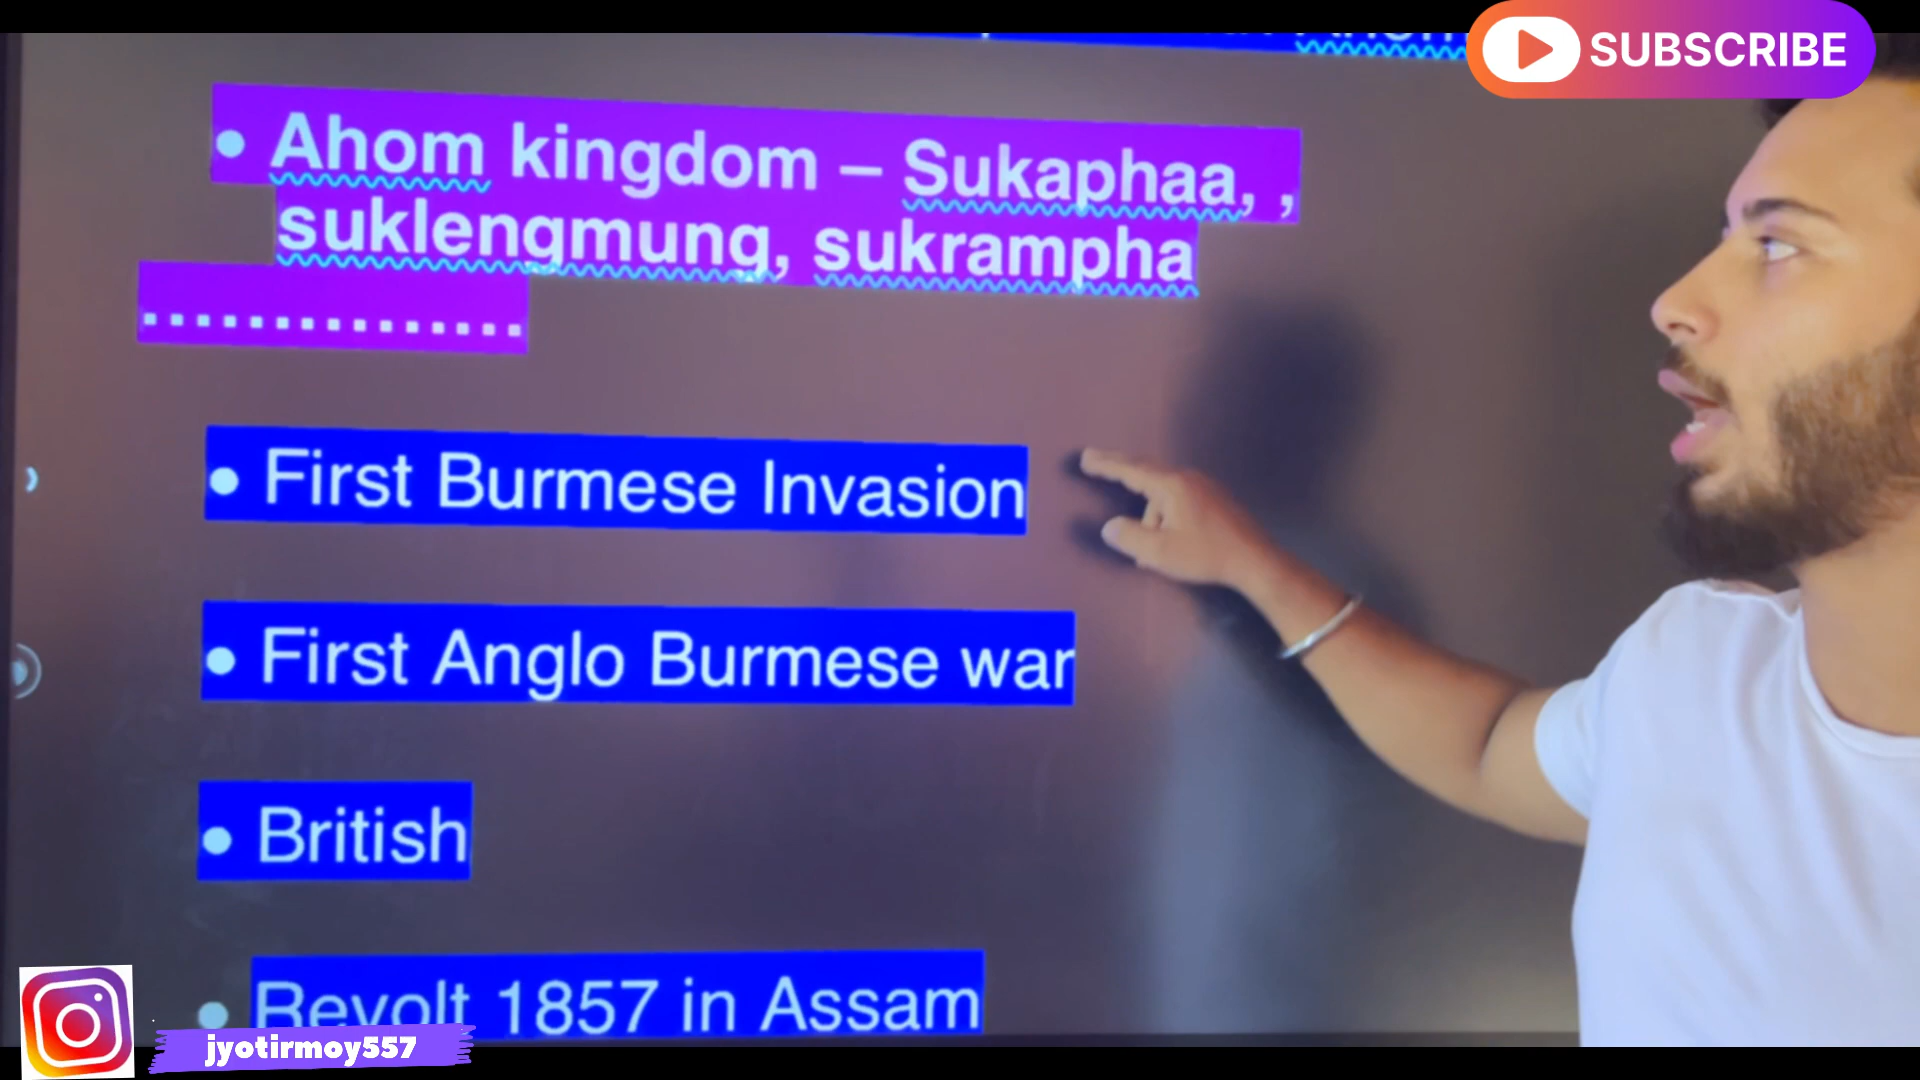 SUBSCRIBE
• Ahom kingdom – Sukaphaa, ,
suklengmung, sukrampha
...............
• First Burmese Invasion
• First Anglo Burmese war
• British
• Revolt 1857 in Assam
jyotirmoy557